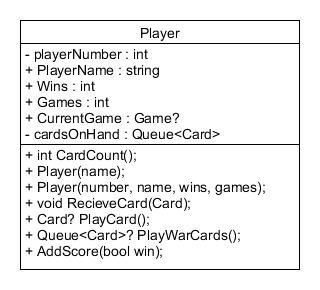 Player
- playerNumber : int
+ PlayerName : string
+ Wins : int
+ Games : int
+ CurrentGame : Game?
- cardsOnHand : Queue<Card>
+ int CardCount();
+ Player(name);
+ Player(number, name, wins, games);
+ void RecieveCard(Card);
+ Card? PlayCard();
+ Queue<Card>? PlayWarCards();
+ AddScore(bool win);